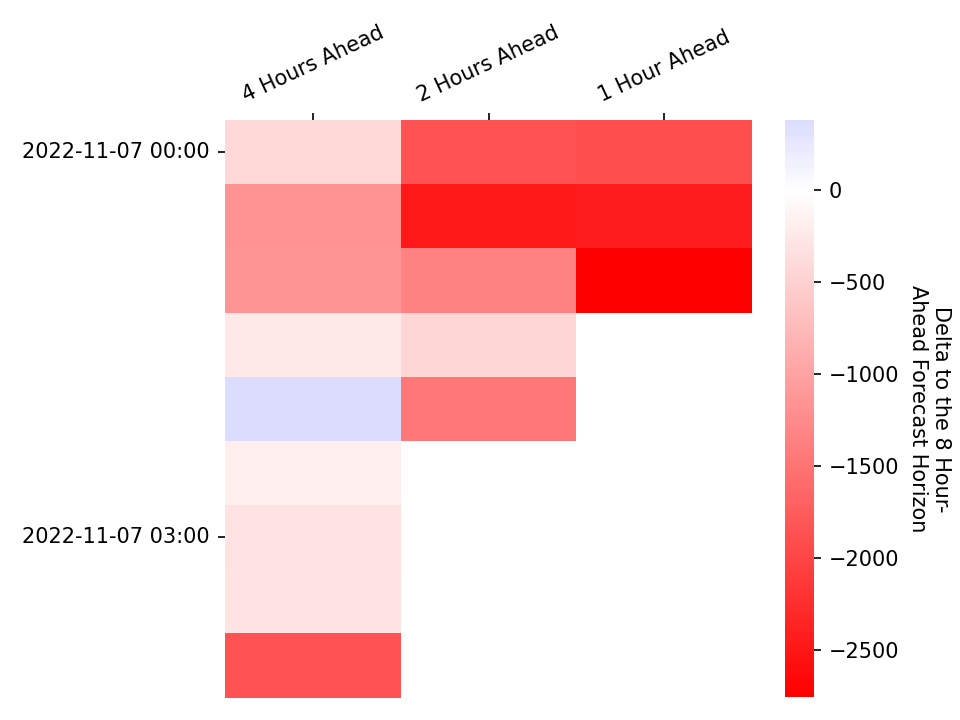 4 Hours Ahead
2 Hours Ahead
1 Hour Ahead
2022-11-07 00:00
2022-11-07 03:00
0
−500
−1000
−1500
−2000
−2500
Delta to the 8 Hour-
Ahead Forecast Horizon